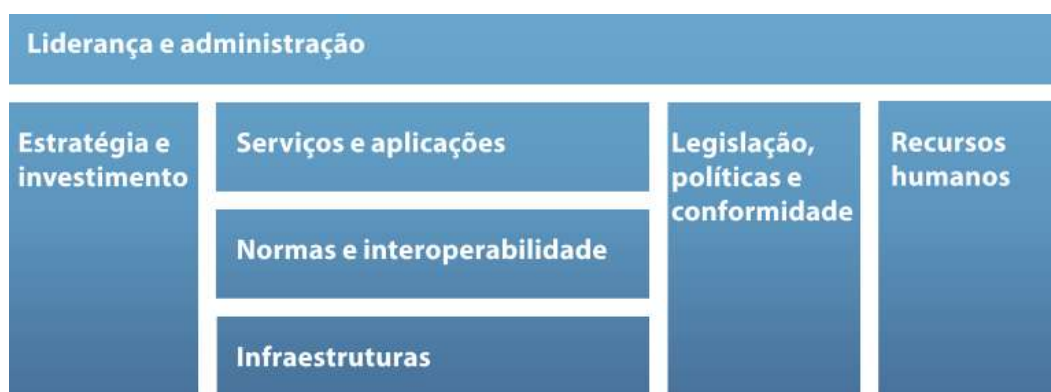 Liderança e administração
Estratégia e
investimento
Serviços e aplicações
Normas e interoperabilidade
Infraestruturas
Legislação,
políticas e
conformidade
Recursos
humanos